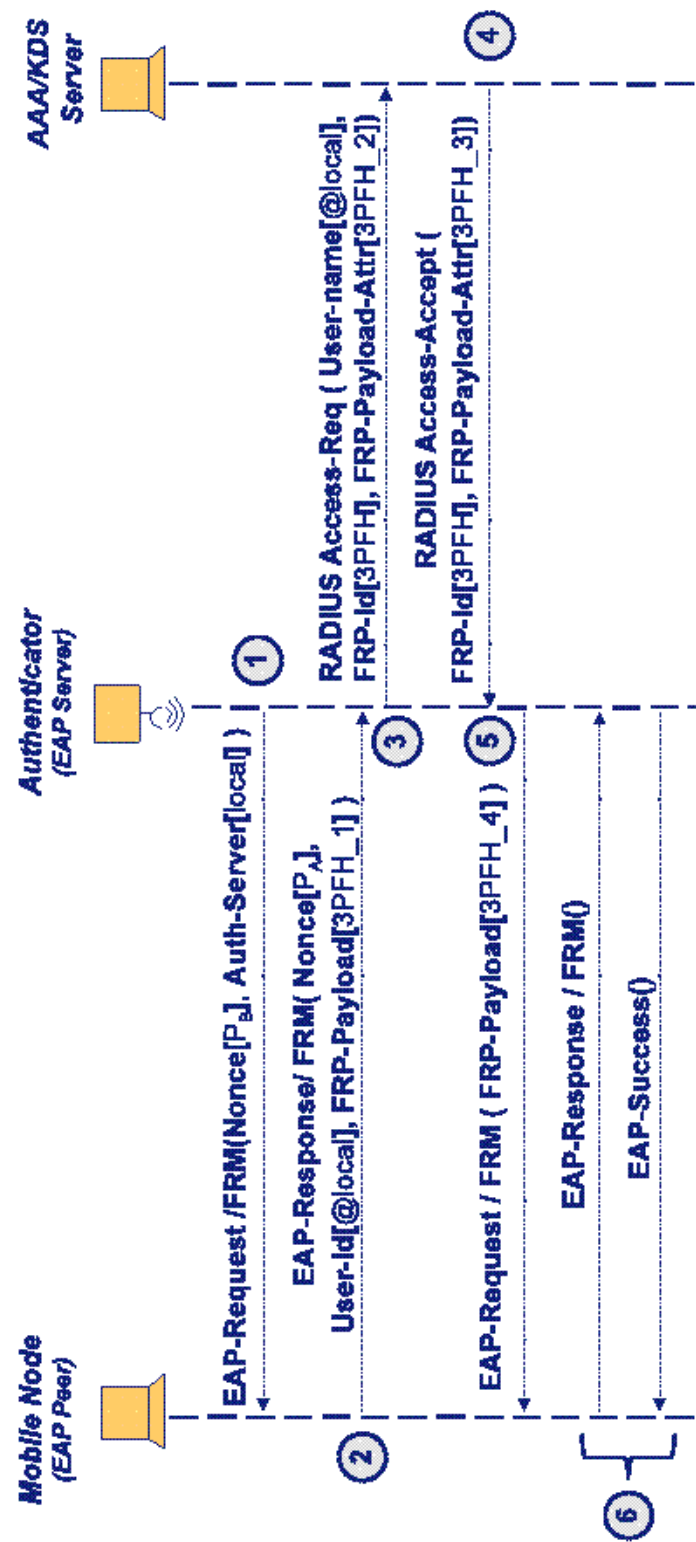 Mobile Node
(EAP Peer)
Authenticator
(EAP Server)
AAA/KDS
Server
1
EAP-Request /FRM(Nonce[P_B], Auth-Server[local] )
2
EAP-Response/ FRM( Nonce[P_A],
User-Id[@local], FRP-Payload[3PFH_1] )
3
RADIUS Access-Req ( User-name[@local],
FRP-Id[3PFH], FRP-Payload-Attr[3PFH_2])
4
RADIUS Access-Accept (
FRP-Id[3PFH], FRP-Payload-Attr[3PFH_3])
5
EAP-Request / FRM ( FRP-Payload[3PFH_4] )
6
EAP-Response / FRM()
EAP-Success()